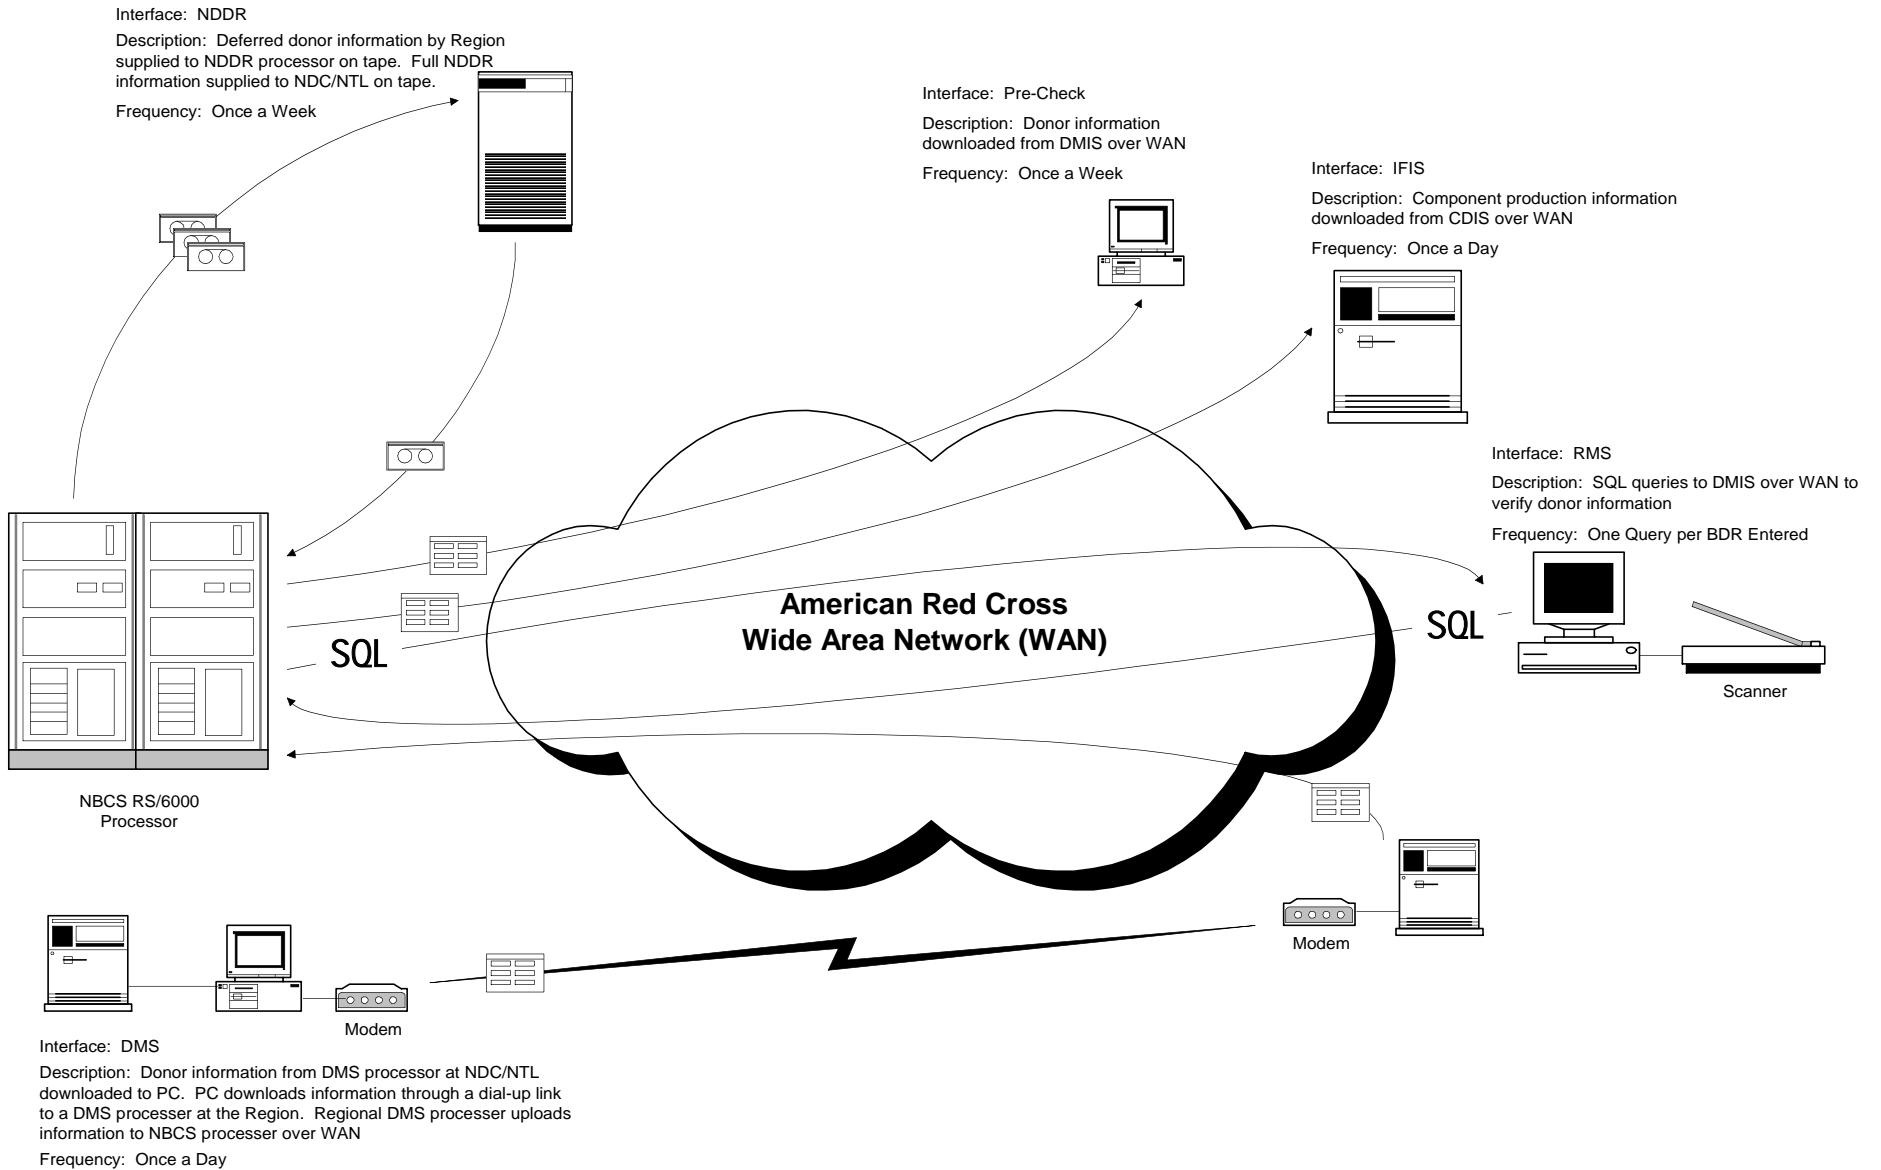 Interface:  NDDR
Description:  Deferred donor information by Region
supplied to NDDR processor on tape.  Full NDDR
information supplied to NDC/NTL on tape.
Frequency:  Once a Week
Interface:  Pre-Check
Description:  Donor information
downloaded from DMIS over WAN
Frequency:  Once a Week
Interface:  IFIS
Description:  Component production information
downloaded from CDIS over WAN
Frequency:  Once a Day
Interface:  RMS
Description:  SQL queries to DMIS over WAN to
verify donor information
Frequency:  One Query per BDR Entered
American Red Cross
Wide Area Network (WAN)
SQL
SQL
Scanner
NBCS RS/6000
Processor
Modem
Modem
Interface:  DMS
Description:  Donor information from DMS processor at NDC/NTL
downloaded to PC.  PC downloads information through a dial-up link
to a DMS processer at the Region.  Regional DMS processer uploads
information to NBCS processer over WAN
Frequency:  Once a Day